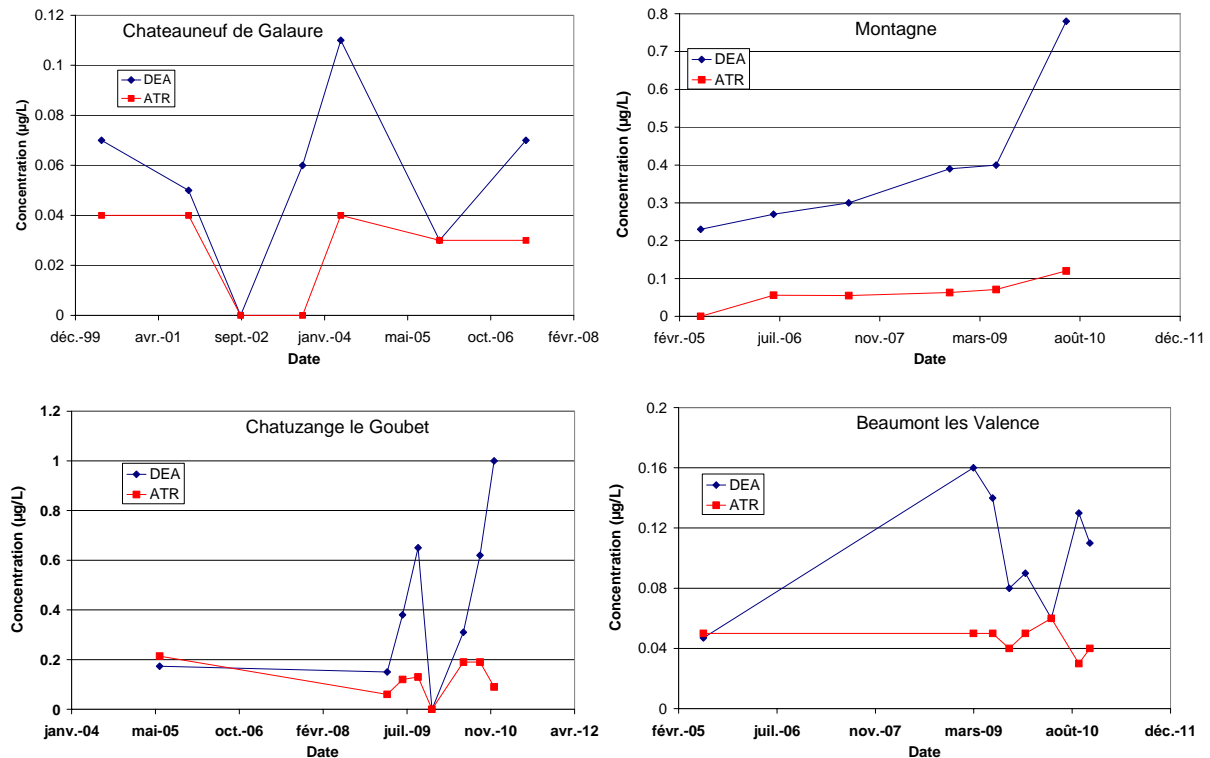 Chateauneuf de Galaure
Concentration (µg/L)
0.12
0.1
0.08
0.06
0.04
0.02
0
DEA
ATR
déc.-99 avr.-01 sept.-02 janv.-04 mai-05 oct.-06 févr.-08
Date
Montagne
Concentration (µg/L)
0.8
0.7
0.6
0.5
0.4
0.3
0.2
0.1
0
DEA
ATR
févr.-05 juil.-06 nov.-07 mars-09 août-10 déc.-11
Date
Chatuzange le Goubet
Concentration (µg/L)
1.2
1
0.8
0.6
0.4
0.2
0
DEA
ATR
janv.-04 mai-05 oct.-06 févr.-08 juil.-09 nov.-10 avr.-12
Date
Beaumont les Valence
Concentration (µg/L)
0.2
0.16
0.12
0.08
0.04
0
DEA
ATR
févr.-05 juil.-06 nov.-07 mars-09 août-10 déc.-11
Date